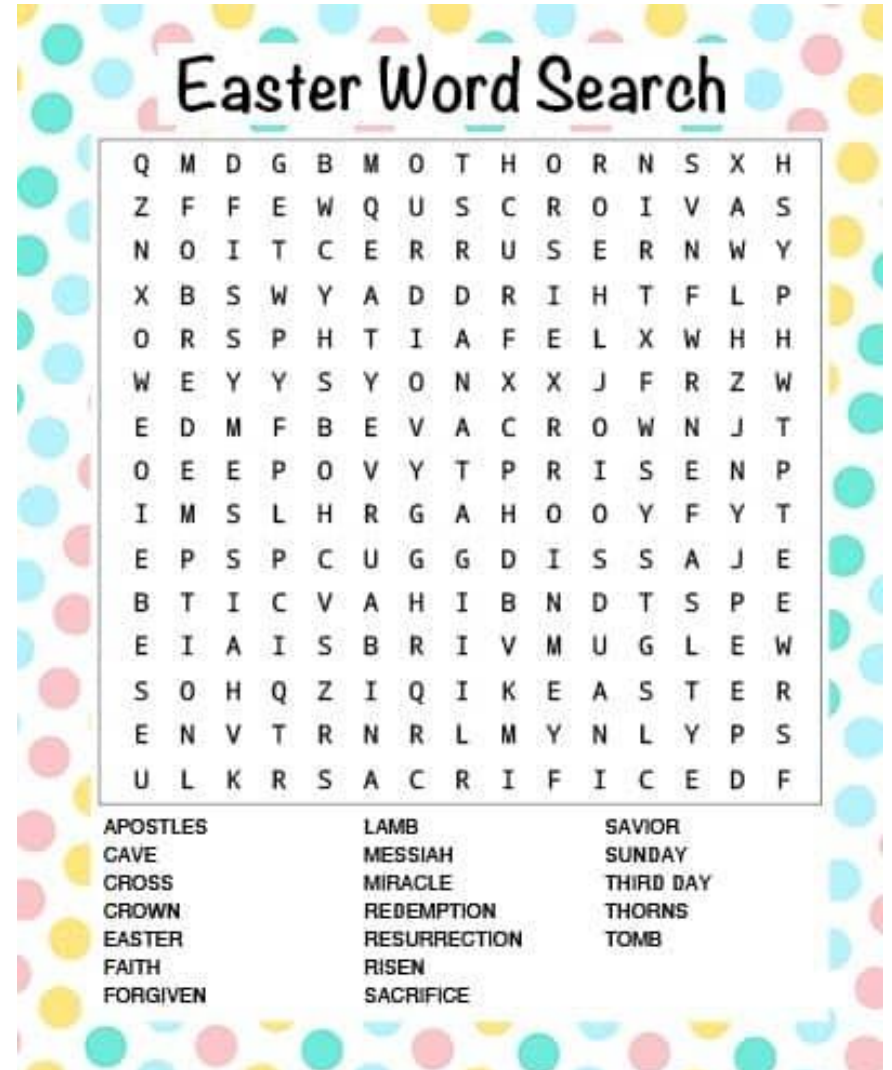 Easter Word Search
Q M D G B M O T H O R N S X H
Z F F E W Q U S C R O I V A S
N O I T C E R R U S E R N W Y
X B S W Y A D D R I H T F L P
O R S P H T I A F E L X W H H
W E Y Y S Y O N X X J F R Z W
E D M F B E V A C R O W N J T
O E E P O V Y T P R I S E N P
I M S L H R G A H O O Y F Y T
E P S P C U G G D I S S A J E
B T I C V A H I B N D T S P E
E I A I S B R I V M U G L E W
S O H Q Z I Q I K E A S T E R
E N V T R N R L M Y N L Y P S
U L K R S A C R I F I C E D F
APOSTLES LAMB SAVIOR
CAVE MESSIAH SUNDAY
CROSS MIRACLE THIRD DAY
CROWN REDEMPTION THORNS
EASTER RESURRECTION TOMB
FAITH RISEN
FORGIVEN SACRIFICE